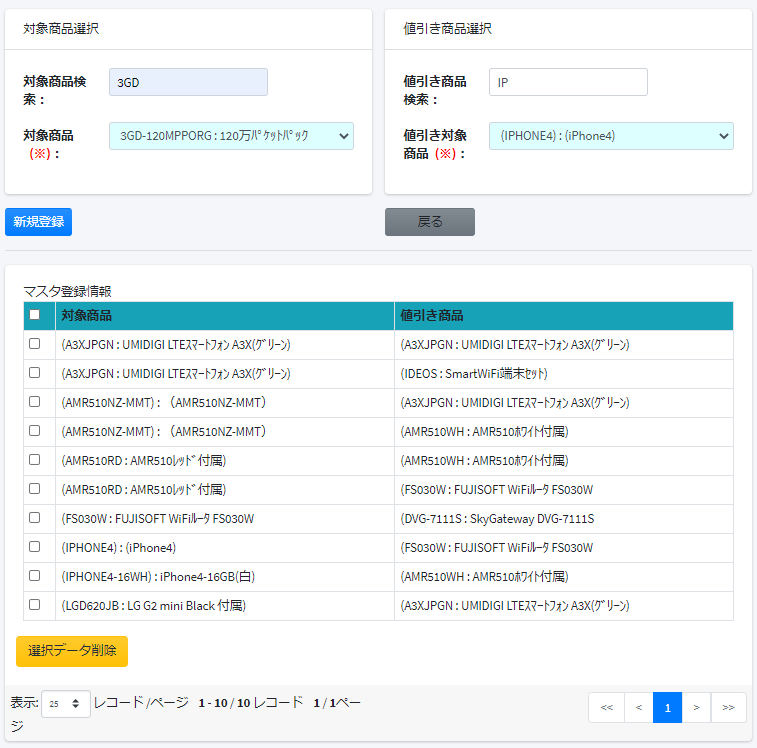 対象商品選択
対象商品検
索：
3GD
対象商品
(※)：
3GD-120MPPORG : 120万ﾊﾟｹｯﾄﾊﾟｯｸ
値引き商品選択
値引き商品
検索：
IP
値引き対象
商品 (※)：
(IPHONE4) : (iPhone4)
新規登録
戻る
マスタ登録情報
対象商品 値引き商品
(A3XJPGN : UMIDIGI LTEｽﾏｰﾄﾌｫﾝ A3X(ｸﾞﾘｰﾝ) (A3XJPGN : UMIDIGI LTEｽﾏｰﾄﾌｫﾝ A3X(ｸﾞﾘｰﾝ)
(A3XJPGN : UMIDIGI LTEｽﾏｰﾄﾌｫﾝ A3X(ｸﾞﾘｰﾝ) (IDEOS : SmartWiFi端末ｾｯﾄ)
(AMR510NZ-MMT) : （AMR510NZ-MMT） (A3XJPGN : UMIDIGI LTEｽﾏｰﾄﾌｫﾝ A3X(ｸﾞﾘｰﾝ)
(AMR510NZ-MMT) : （AMR510NZ-MMT） (AMR510WH : AMR510ﾎﾜｲﾄ付属)
(AMR510RD : AMR510ﾚｯﾄﾞ付属) (AMR510WH : AMR510ﾎﾜｲﾄ付属)
(AMR510RD : AMR510ﾚｯﾄﾞ付属) (FS030W : FUJISOFT WiFiﾙｰﾀ FS030W
(FS030W : FUJISOFT WiFiﾙｰﾀ FS030W (DVG-7111S : SkyGateway DVG-7111S
(IPHONE4) : (iPhone4) (FS030W : FUJISOFT WiFiﾙｰﾀ FS030W
(IPHONE4-16WH) : iPhone4-16GB(白) (AMR510WH : AMR510ﾎﾜｲﾄ付属)
(LGD620JB : LG G2 mini Black 付属) (A3XJPGN : UMIDIGI LTEｽﾏｰﾄﾌｫﾝ A3X(ｸﾞﾘｰﾝ)
選択データ削除
表示: 25 レコード /ページ 1 - 10 / 10 レコード 1 / 1ペー
ジ
<< < 1 > >>